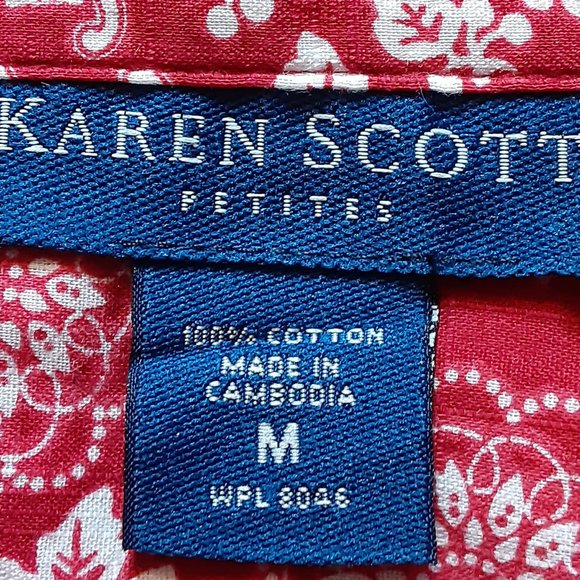 KAREN SCOTT
PETITES
100% COTTON
MADE IN
CAMBODIA
M
WPL 8046